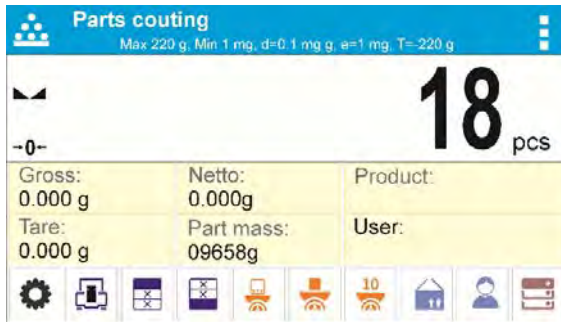 Parts couting
Max 220 g, Min 1 mg, d=0.1 mg g, e=1 mg, T=-220 g
18 pcs
→0←
Gross: Netto: Product:
0.000 g 0.000g
Tare: Part mass: User:
0.000 g 09658g
10